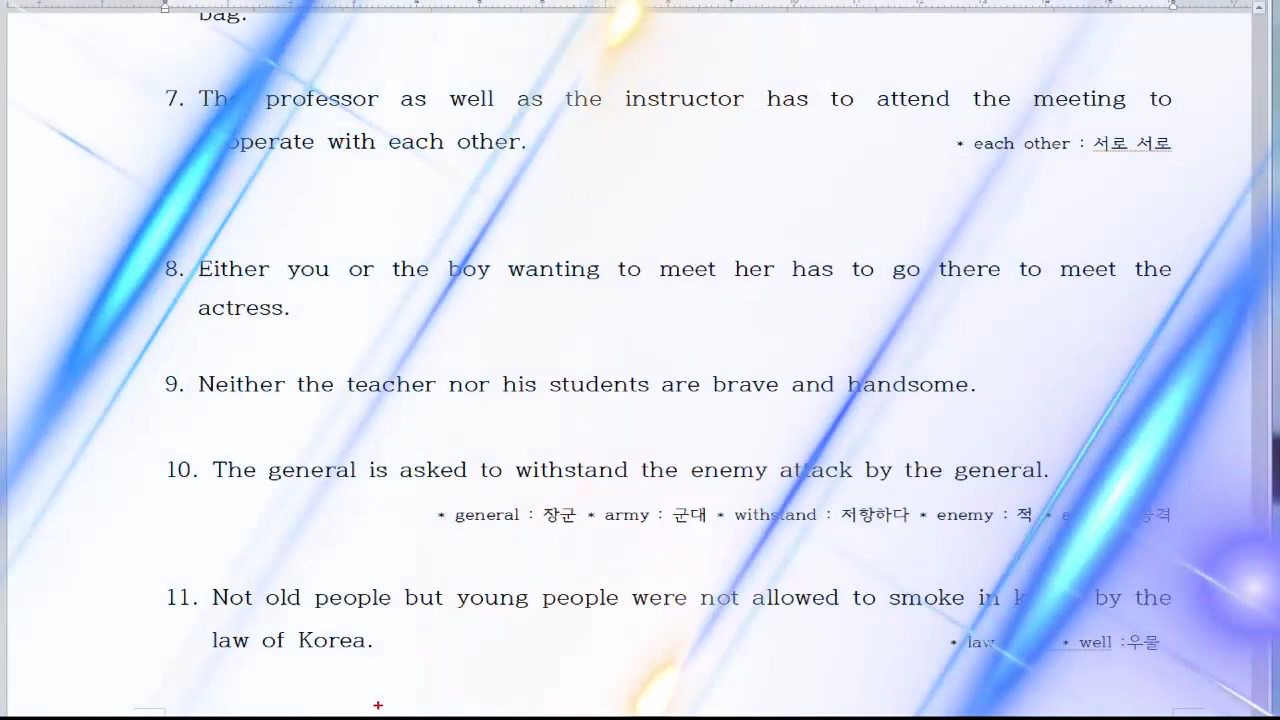 bag.
7. The professor as well as the instructor has to attend the meeting to
operate with each other. * each other : 서로 서로
8. Either you or the boy wanting to meet her has to go there to meet the
actress.
9. Neither the teacher nor his students are brave and handsome.
10. The general is asked to withstand the enemy attack by the general.
* general : 장군 * army : 군대 * withstand : 저항하다 * enemy : 적 *
11. Not old people but young people were not allowed to smoke in by the
law of Korea. * law * well :우물